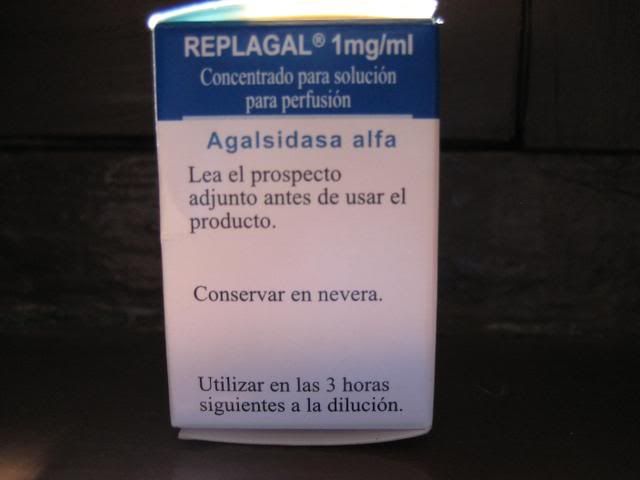 REPLAGAL® 1mg/ml
Concentrado para solución
para perfusión
Agalsidasa alfa
Lea el prospecto
adjunto antes de usar el
producto.
Conservar en nevera.
Utilizar en las 3 horas
siguientes a la dilución.